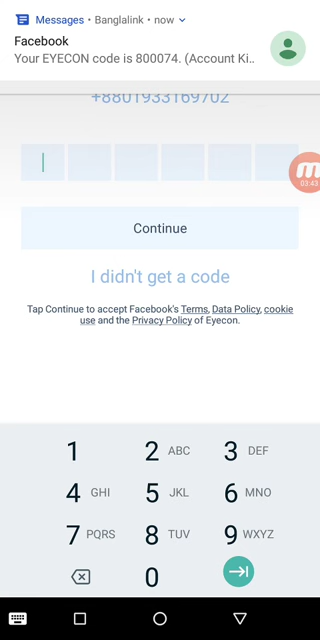 Messages • Banglalink • now
Facebook
Your EYECON code is 800074. (Account Ki..
+8801933169702
03:43
Continue
I didn't get a code
Tap Continue to accept Facebook's Terms, Data Policy, cookie
use and the Privacy Policy of Eyecon.
1 2 ABC 3 DEF
4 GHI 5 JKL 6 MNO
7 PQRS 8 TUV 9 WXYZ
0